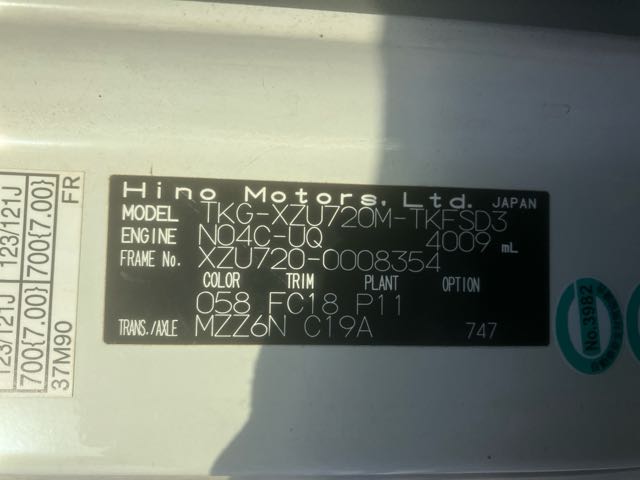 Hino Motors, Ltd. JAPAN
MODEL TKG-XZU720M-TKFSD3
ENGINE N04C-UQ 4009 mL
FRAME No. XZU720-0008354
COLOR TRIM PLANT OPTION
058 FC18 P11
TRANS./AXLE MZZ6N C19A 747
123/121J 123/121J
700{7.00} 700{7.00}
37M90 FR
No.3982